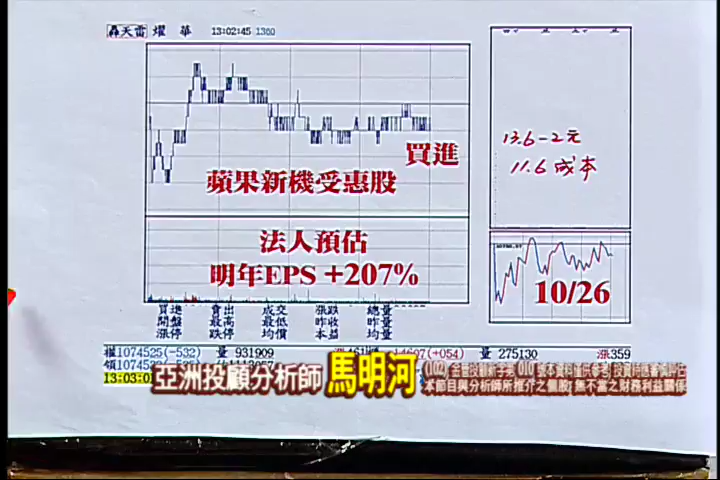 轟天雷 燿 華 13:02:45 1360
13.6-2元
11.6成本
買進
蘋果新機受惠股
法人預估
明年EPS +207%
10/26
買進 賣出 成交 漲跌 總量
開盤 最高 最低 昨收 昨量
漲停 跌停 均價 本益 均量
權1074525(-532) 量 931909
量 275130 漲359
13:03:0
亞洲投顧分析師 馬明河
本節目與分析師所推介之個股 無不當之財務利益關係